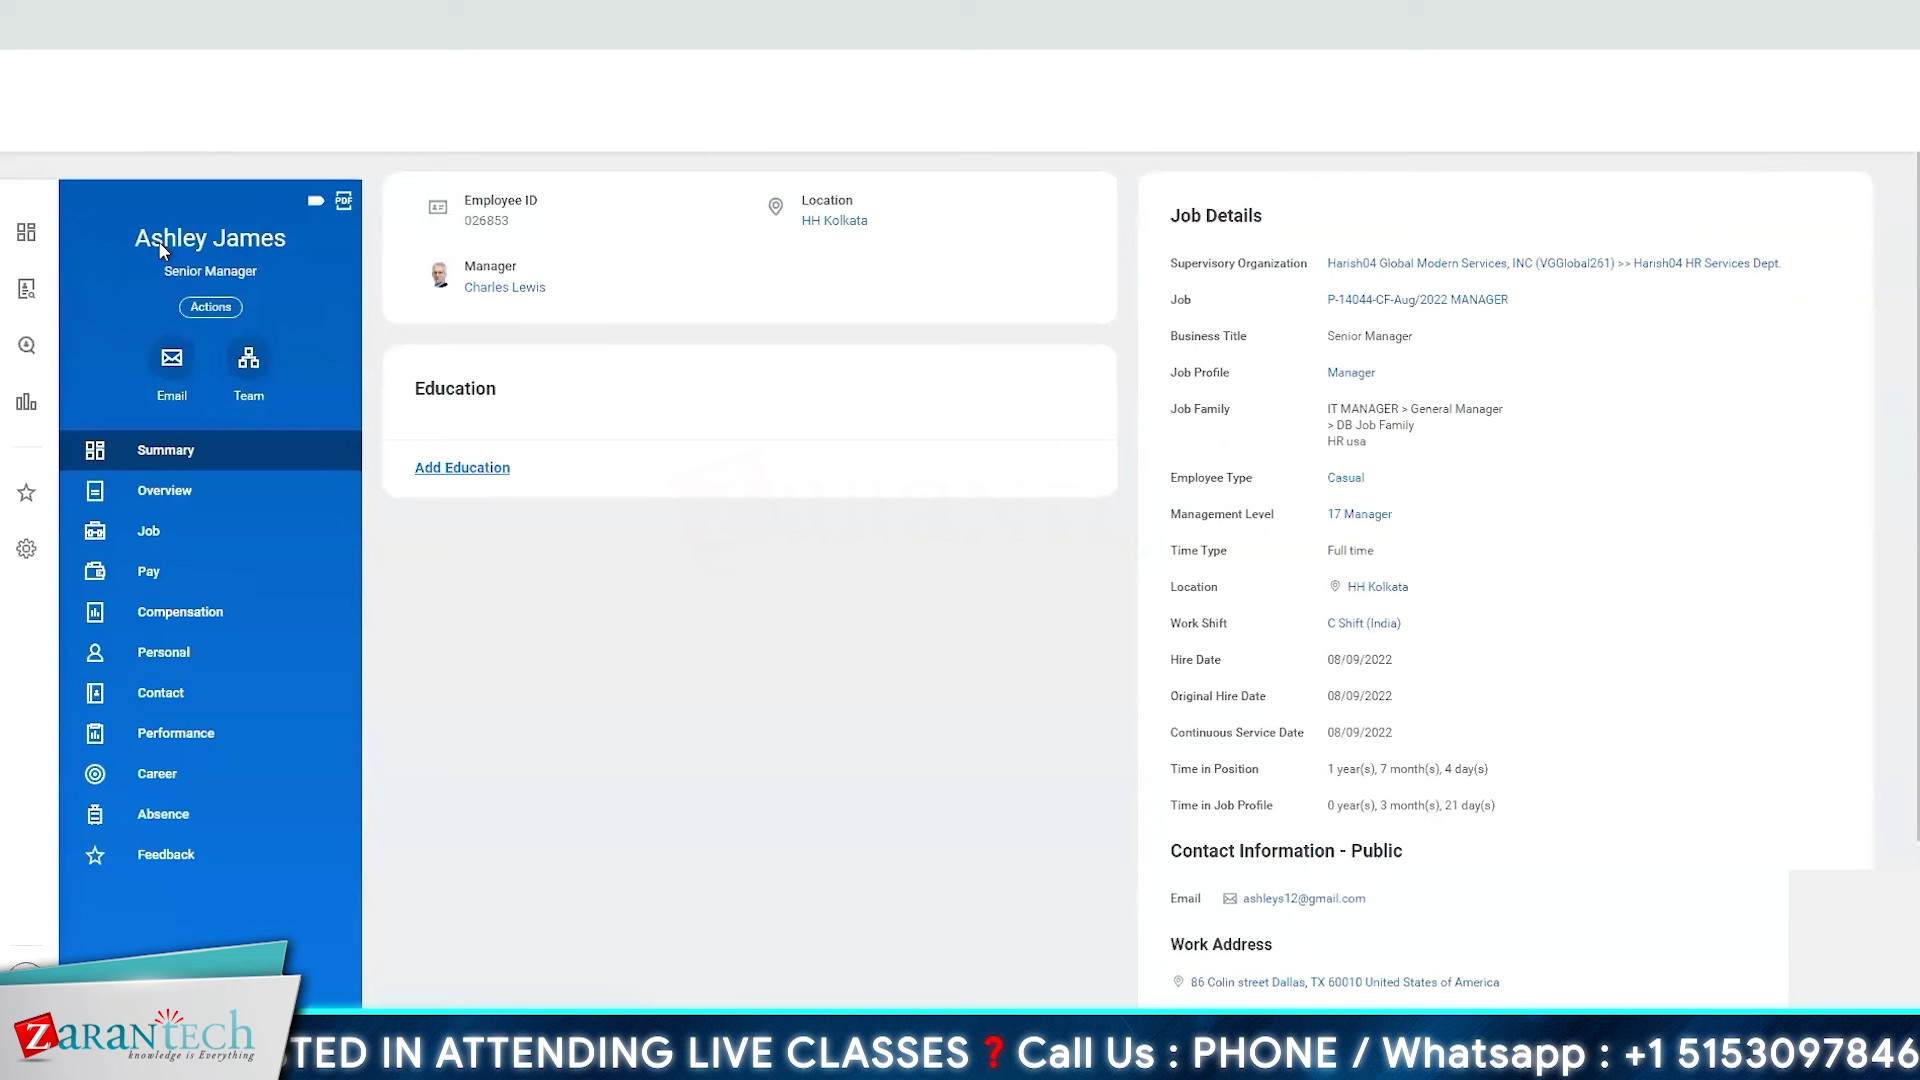 PDF
Ashley James
Senior Manager
Actions
Email
Team
Summary
Overview
Job
Pay
Compensation
Personal
Contact
Performance
Career
Absence
Feedback
Employee ID
026853
Location
HH Kolkata
Manager
Charles Lewis
Education
Add Education
Job Details
Supervisory Organization Harish04 Global Modern Services, INC (VGGlobal261) >> Harish04 HR Services Dept.
Job P-14044-CF-Aug/2022 MANAGER
Business Title Senior Manager
Job Profile Manager
Job Family IT MANAGER > General Manager
> DB Job Family
HR usa
Employee Type Casual
Management Level 17 Manager
Time Type Full time
Location HH Kolkata
Work Shift C Shift (India)
Hire Date 08/09/2022
Original Hire Date 08/09/2022
Continuous Service Date 08/09/2022
Time in Position 1 year(s), 7 month(s), 4 day(s)
Time in Job Profile 0 year(s), 3 month(s), 21 day(s)
Contact Information - Public
Email ashleys12@gmail.com
Work Address
86 Colin street Dallas, TX 60010 United States of America
ZARANTECH
knowledge is Everything
TED IN ATTENDING LIVE CLASSES❓Call Us : PHONE / Whatsapp : +1 5153097846